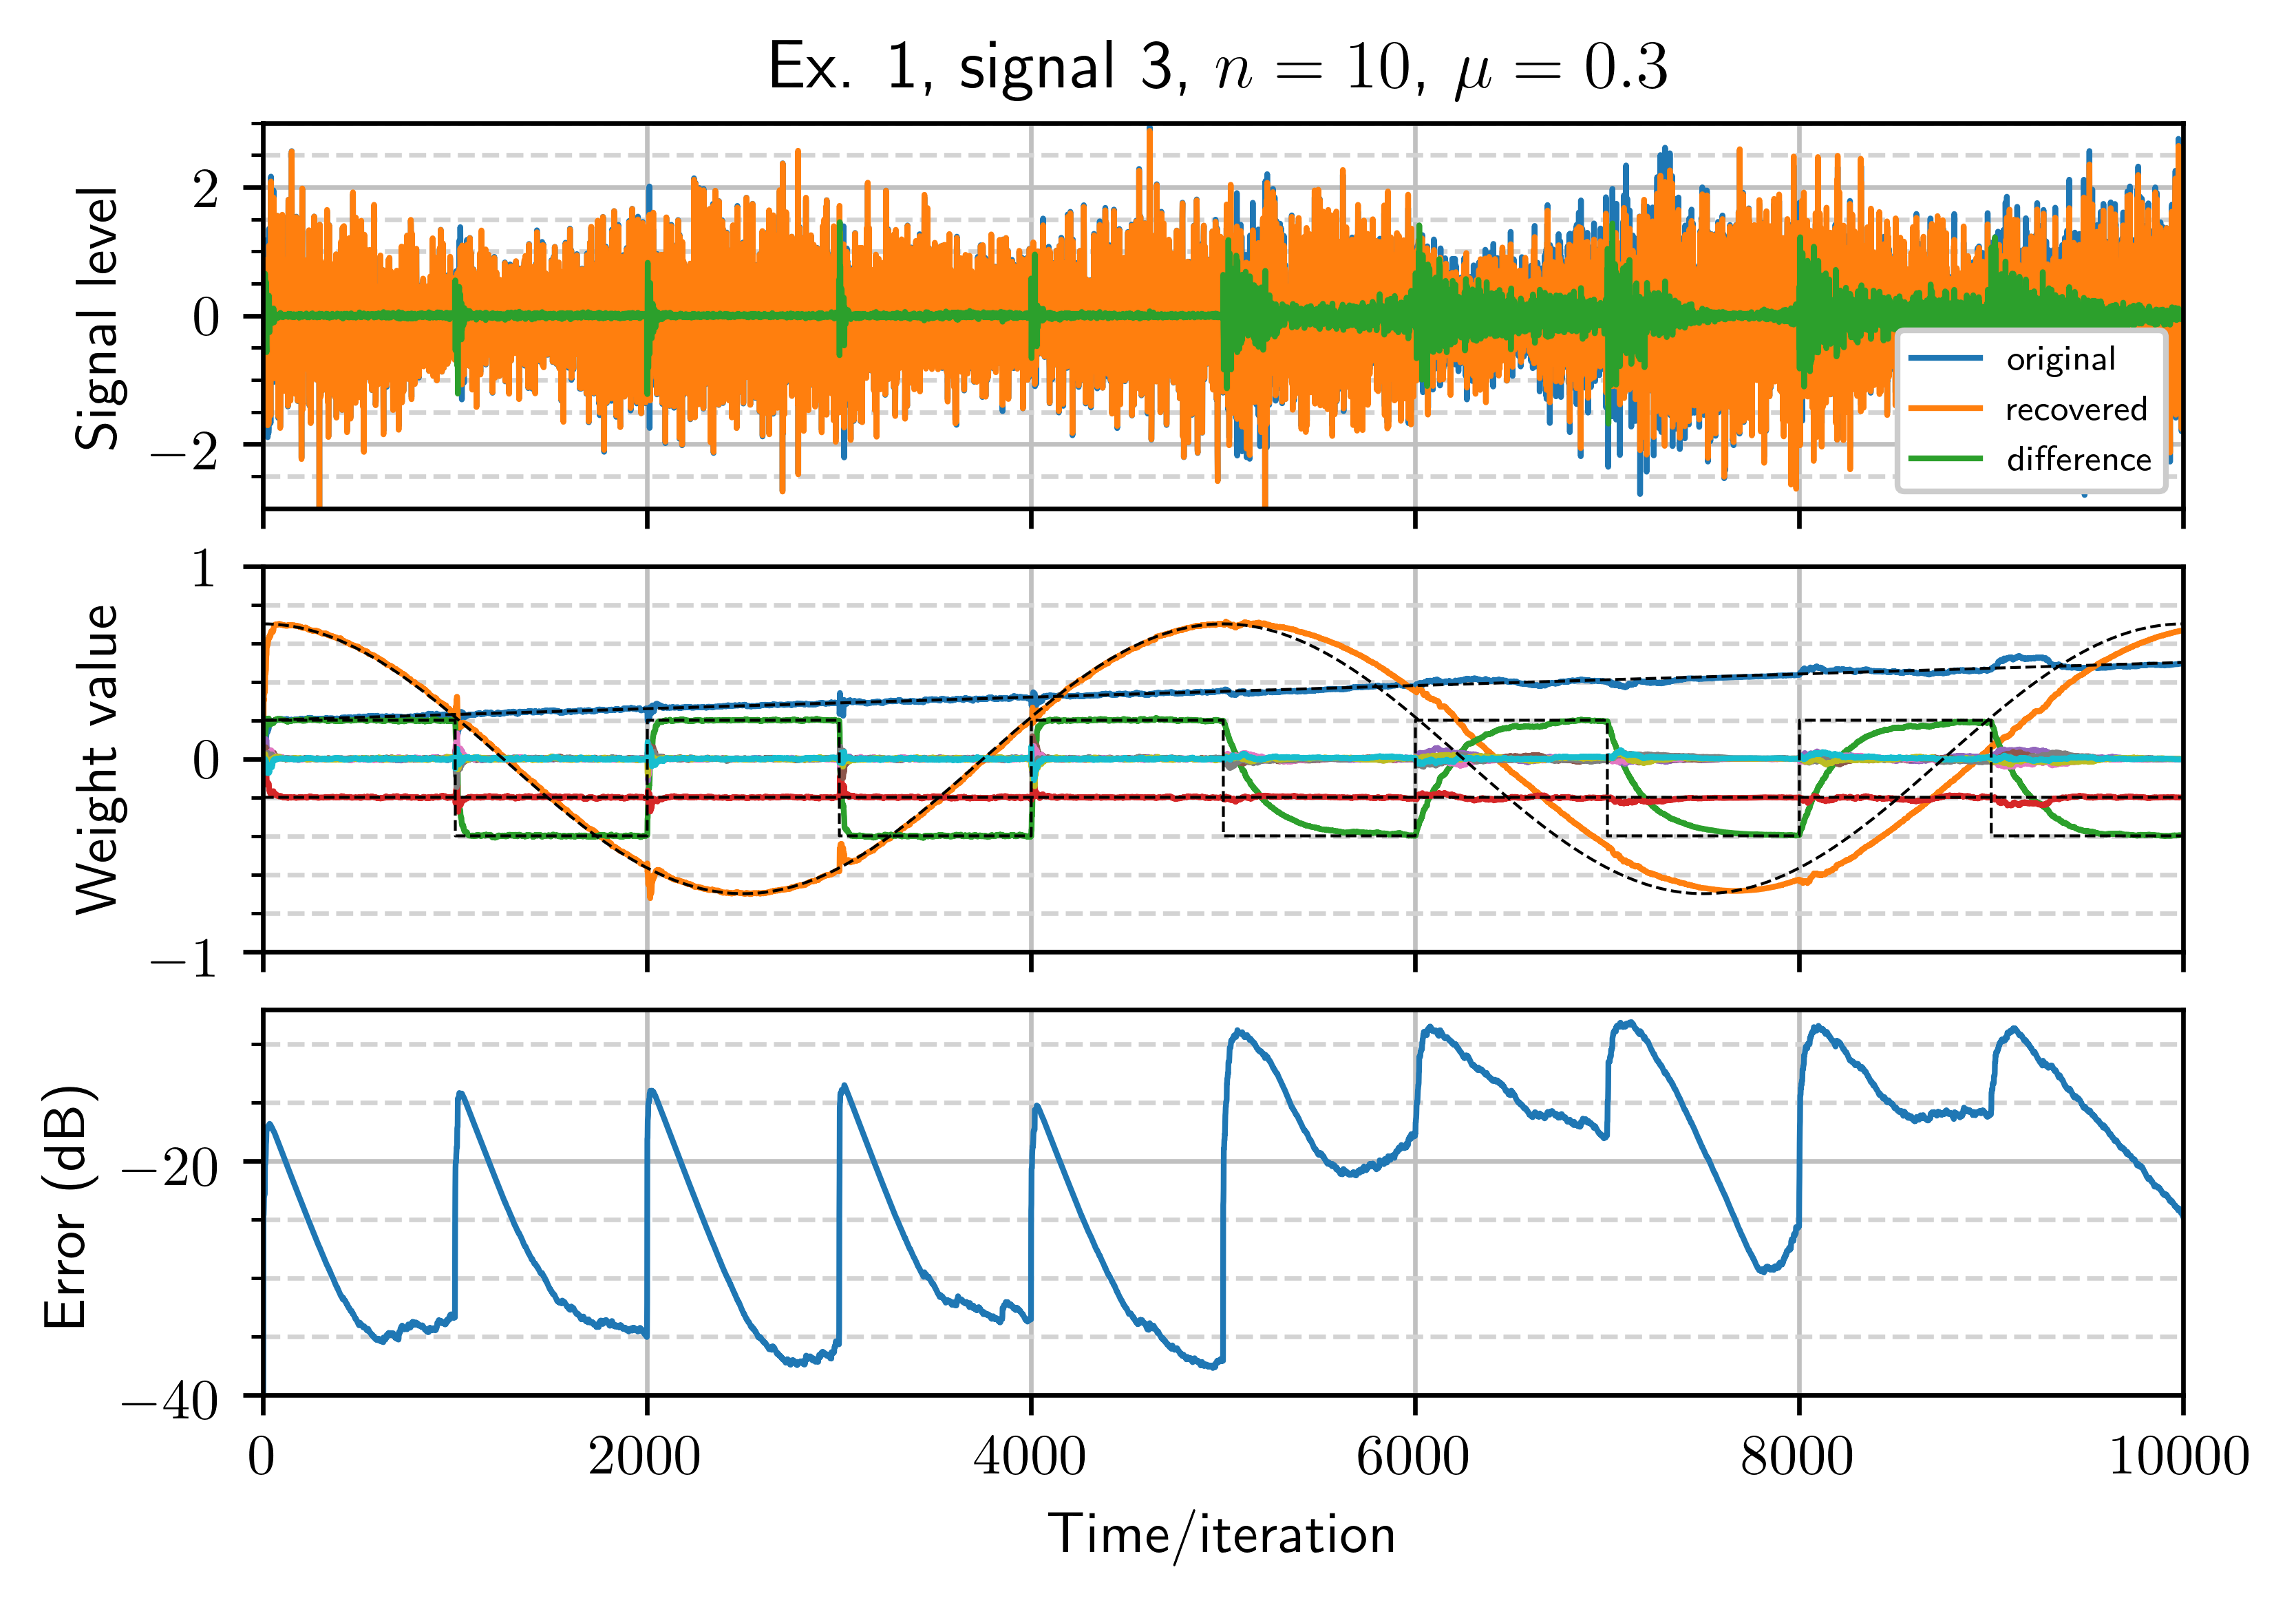 Ex. 1, signal 3, n = 10, μ = 0.3
Signal level
2
0
−2
original
recovered
difference
Weight value
1
0
−1
Error (dB)
−20
−40
0 2000 4000 6000 8000 10000
Time/iteration